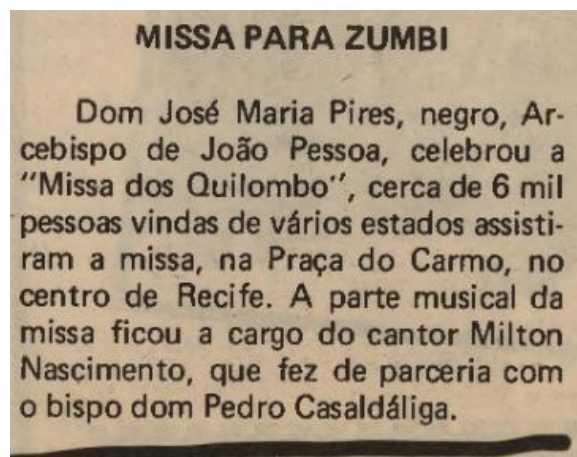 MISSA PARA ZUMBI
Dom José Maria Pires, negro, Ar-
cebispo de João Pessoa, celebrou a
"Missa dos Quilombo", cerca de 6 mil
pessoas vindas de vários estados assisti-
ram a missa, na Praça do Carmo, no
centro de Recife. A parte musical da
missa ficou a cargo do cantor Milton
Nascimento, que fez de parceria com
o bispo dom Pedro Casaldáliga.